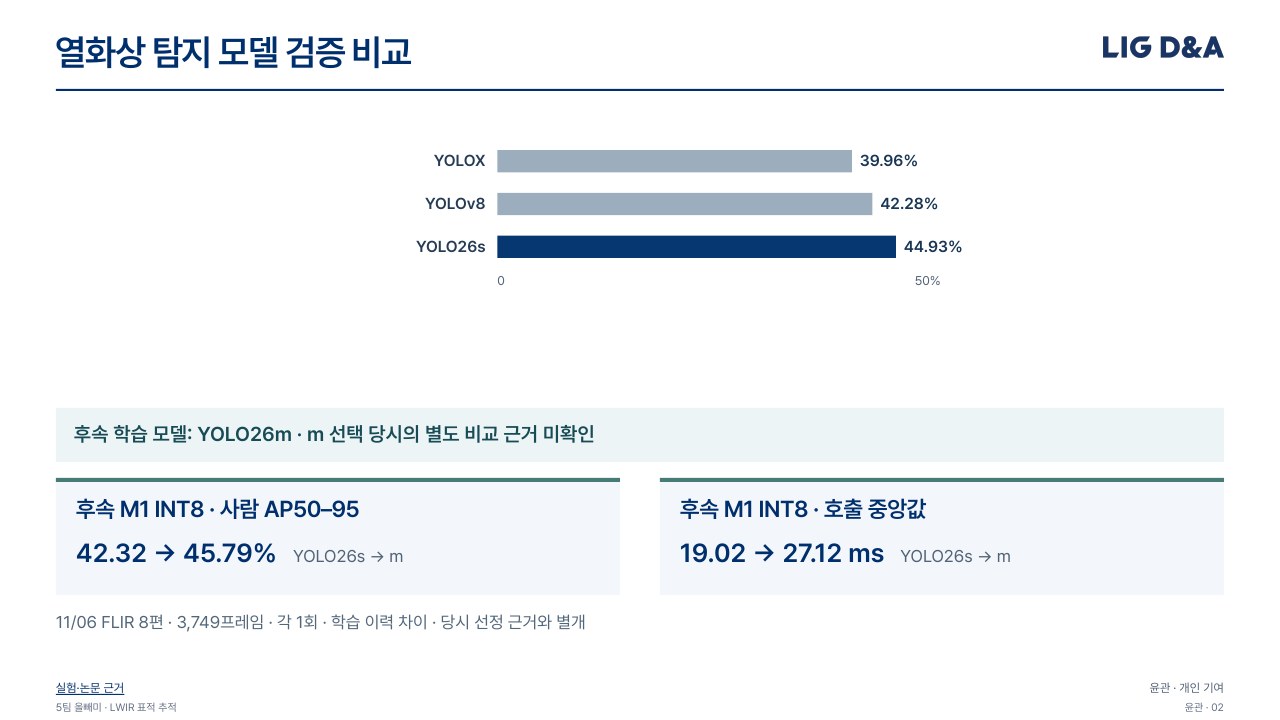 열화상 탐지 모델 검증 비교
LIG D&A
YOLOX 39.96%
YOLOv8 42.28%
YOLO26s 44.93%
0 50%
후속 학습 모델: YOLO26m · m 선택 당시의 별도 비교 근거 미확인
후속 M1 INT8 · 사람 AP50–95
42.32 → 45.79% YOLO26s → m
후속 M1 INT8 · 호출 중앙값
19.02 → 27.12 ms YOLO26s → m
11/06 FLIR 8편 · 3,749프레임 · 각 1회 · 학습 이력 차이 · 당시 선정 근거와 별개
실험·논문 근거
5팀 올빼미 · LWIR 표적 추적
윤관 · 개인 기여
윤관 · 02